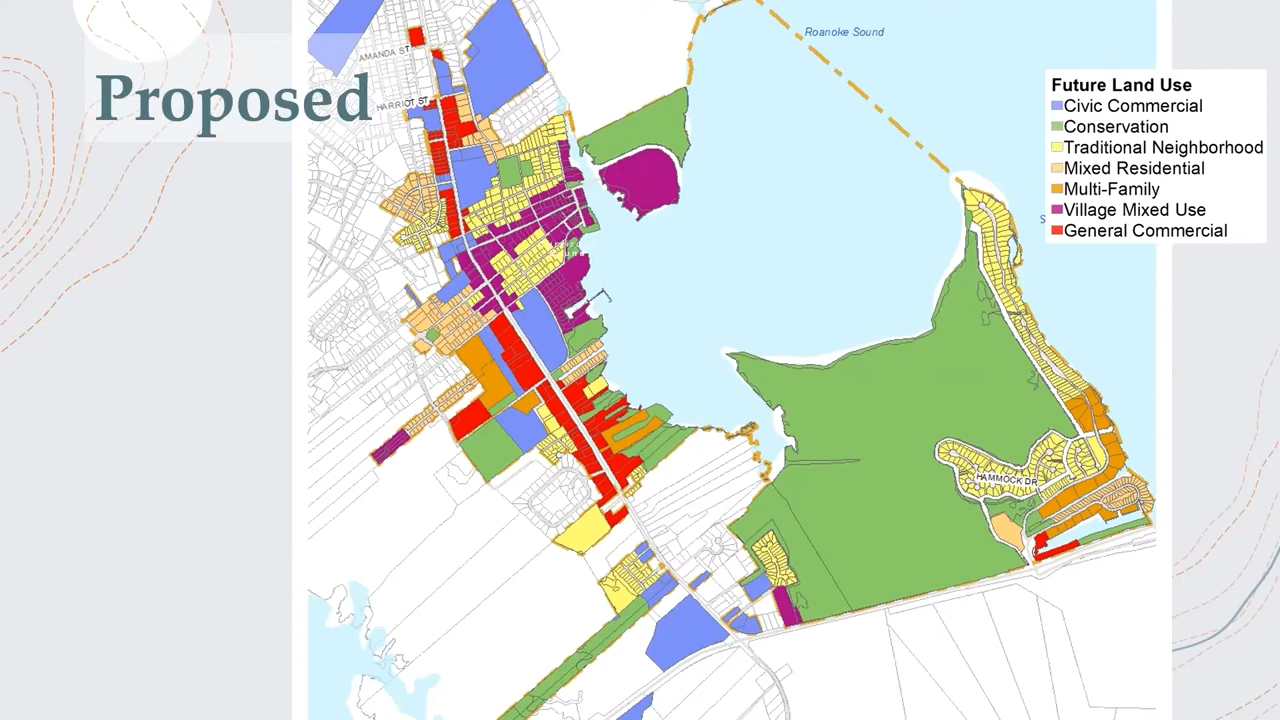 Proposed
AMANDA ST
HARRIOT ST
Roanoke Sound
Future Land Use
Civic Commercial
Conservation
Traditional Neighborhood
Mixed Residential
Multi-Family
Village Mixed Use
General Commercial
S
HAMMOCK DR